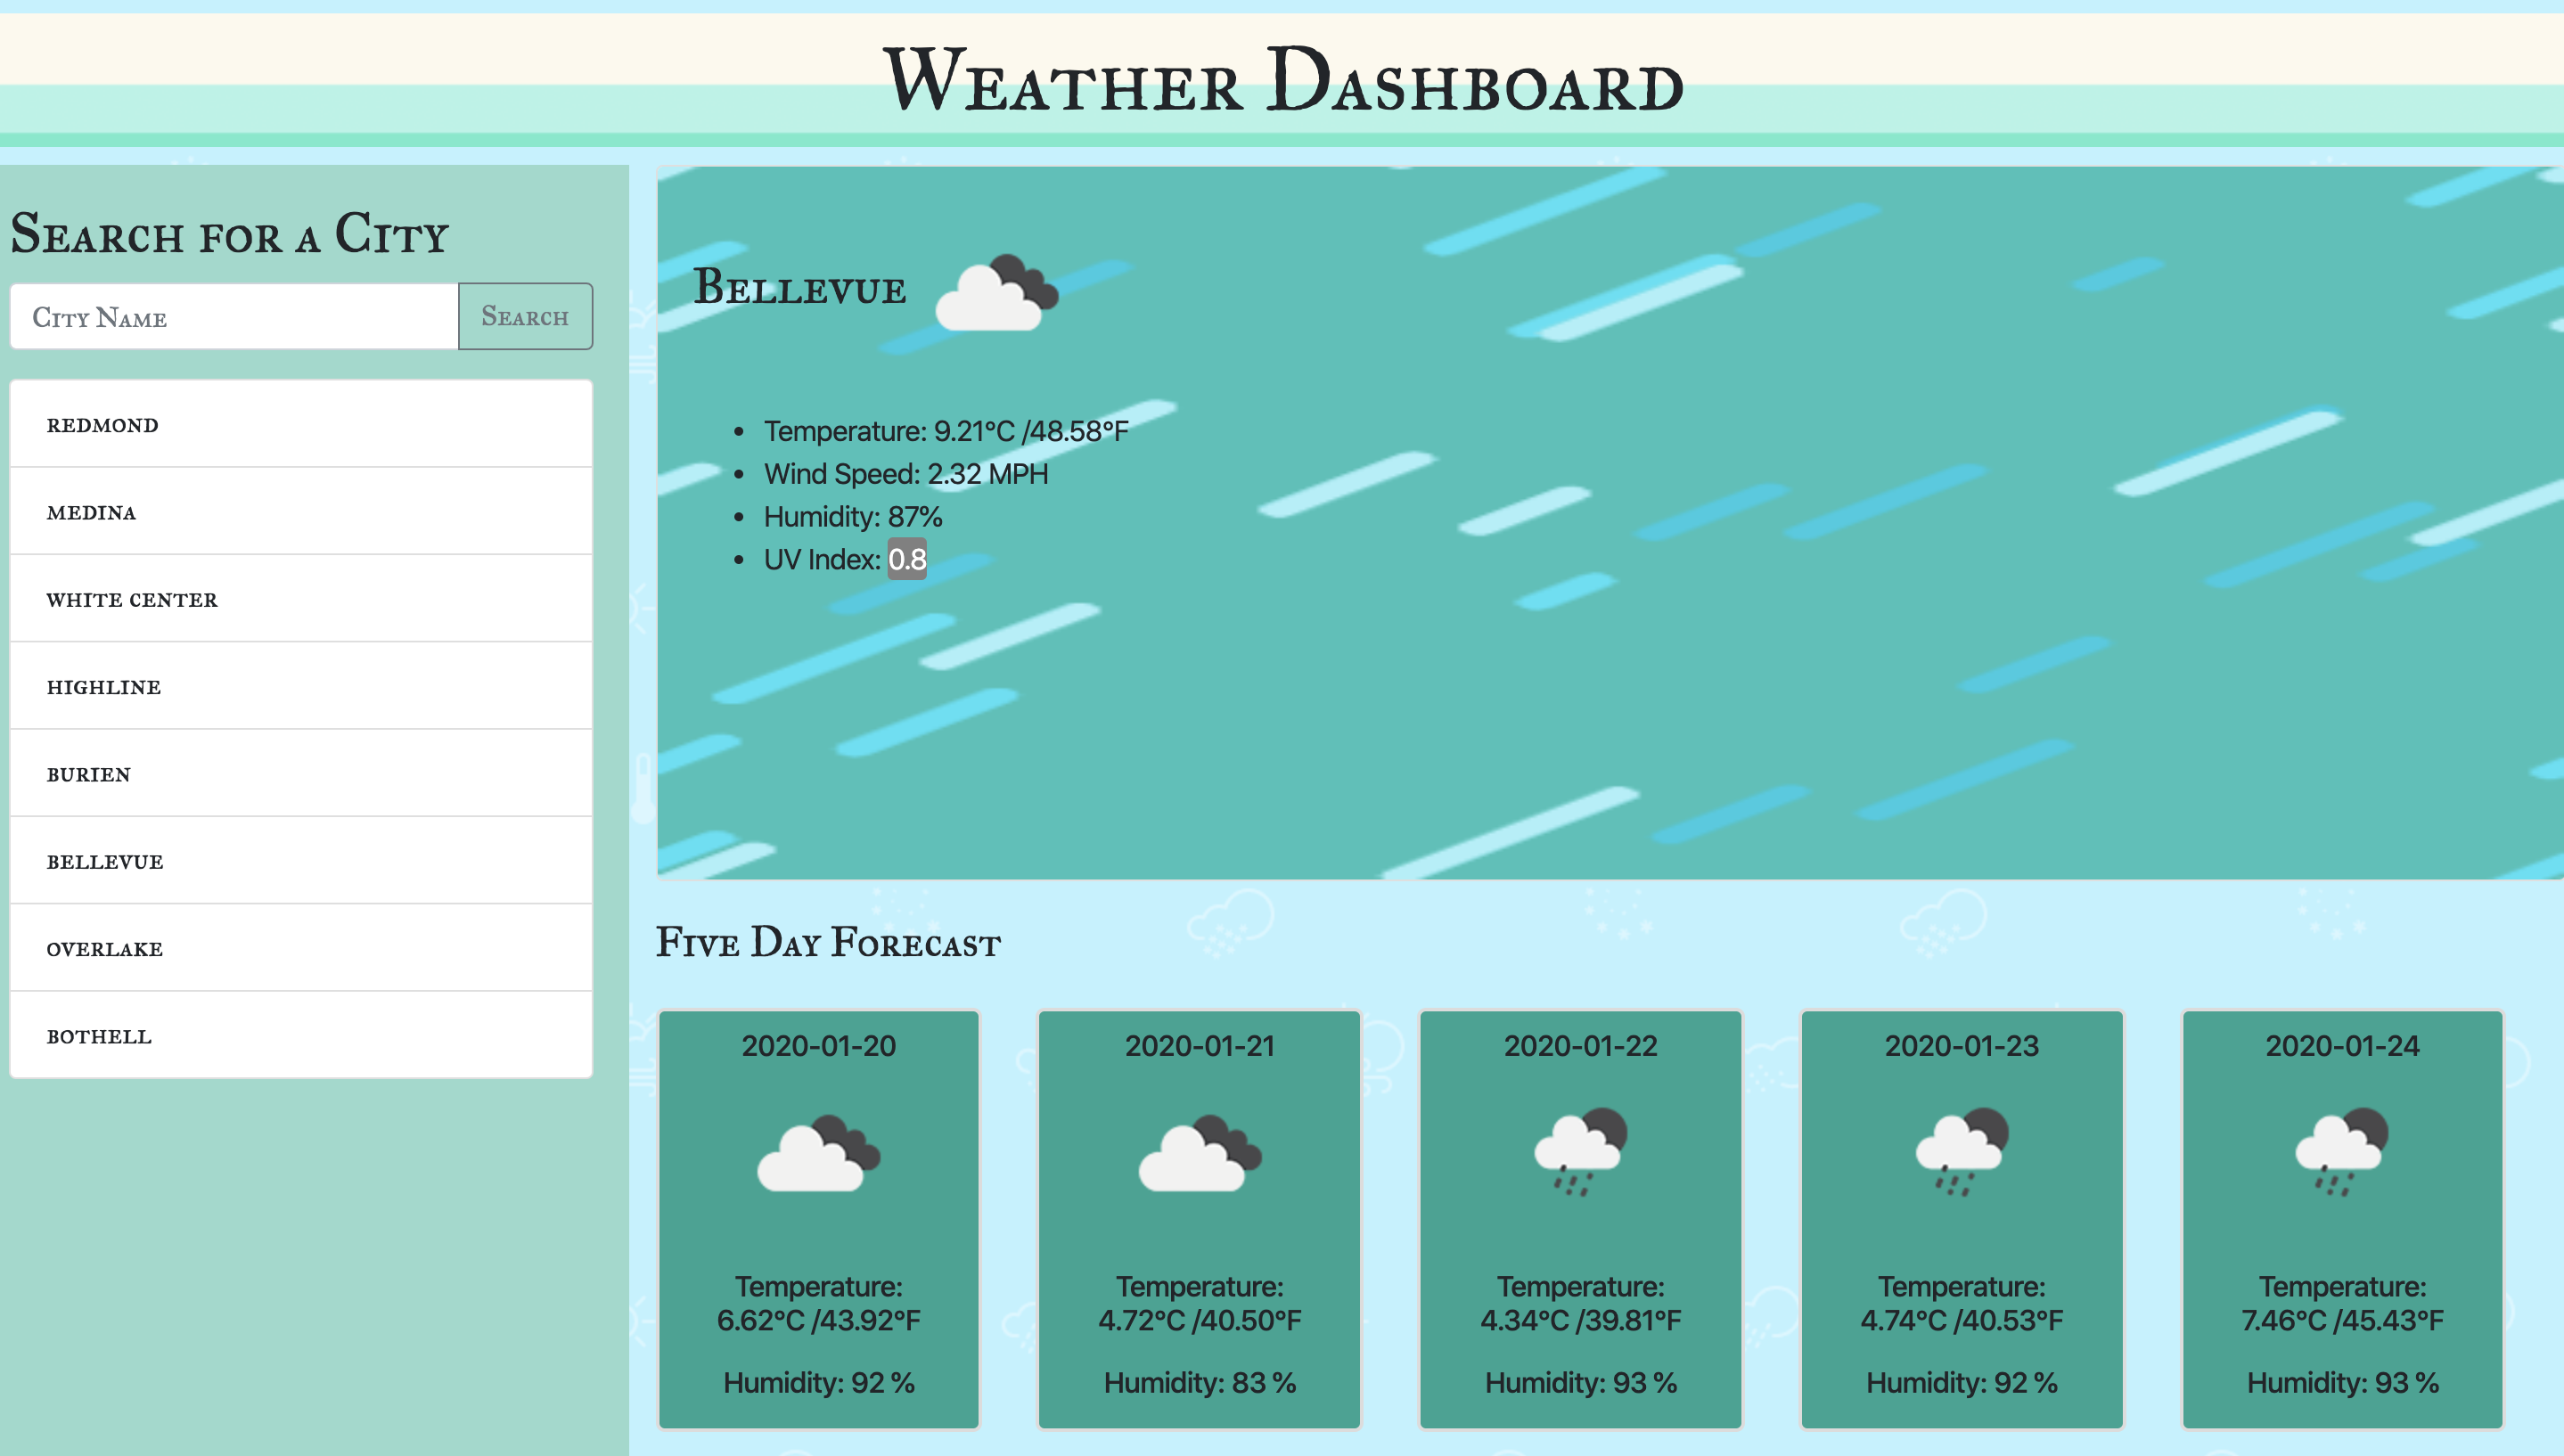 Weather Dashboard
Search for a City
City Name
Search
REDMOND
MEDINA
WHITE CENTER
HIGHLINE
BURIEN
BELLEVUE
OVERLAKE
BOTHELL
Bellevue
• Temperature: 9.21°C /48.58°F
• Wind Speed: 2.32 MPH
• Humidity: 87%
• UV Index: 0.8
Five Day Forecast
2020-01-20
Temperature:
6.62°C /43.92°F
Humidity: 92 %
2020-01-21
Temperature:
4.72°C /40.50°F
Humidity: 83 %
2020-01-22
Temperature:
4.34°C /39.81°F
Humidity: 93 %
2020-01-23
Temperature:
4.74°C /40.53°F
Humidity: 92 %
2020-01-24
Temperature:
7.46°C /45.43°F
Humidity: 93 %